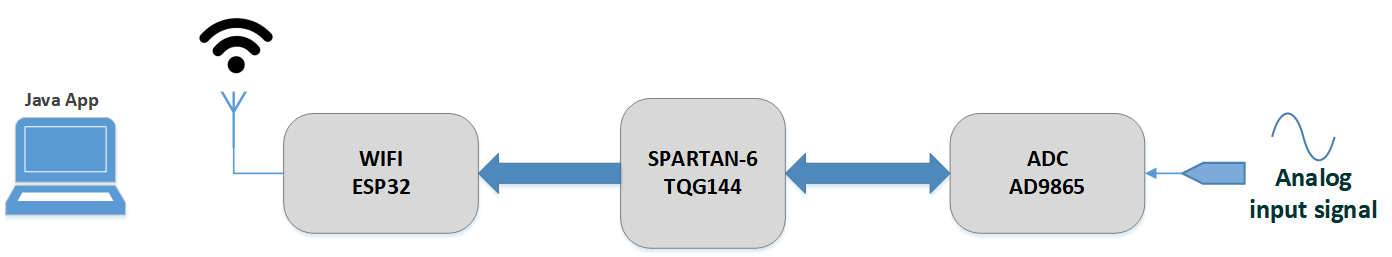 Java App
WIFI
ESP32
SPARTAN-6
TQG144
ADC
AD9865
Analog
input signal